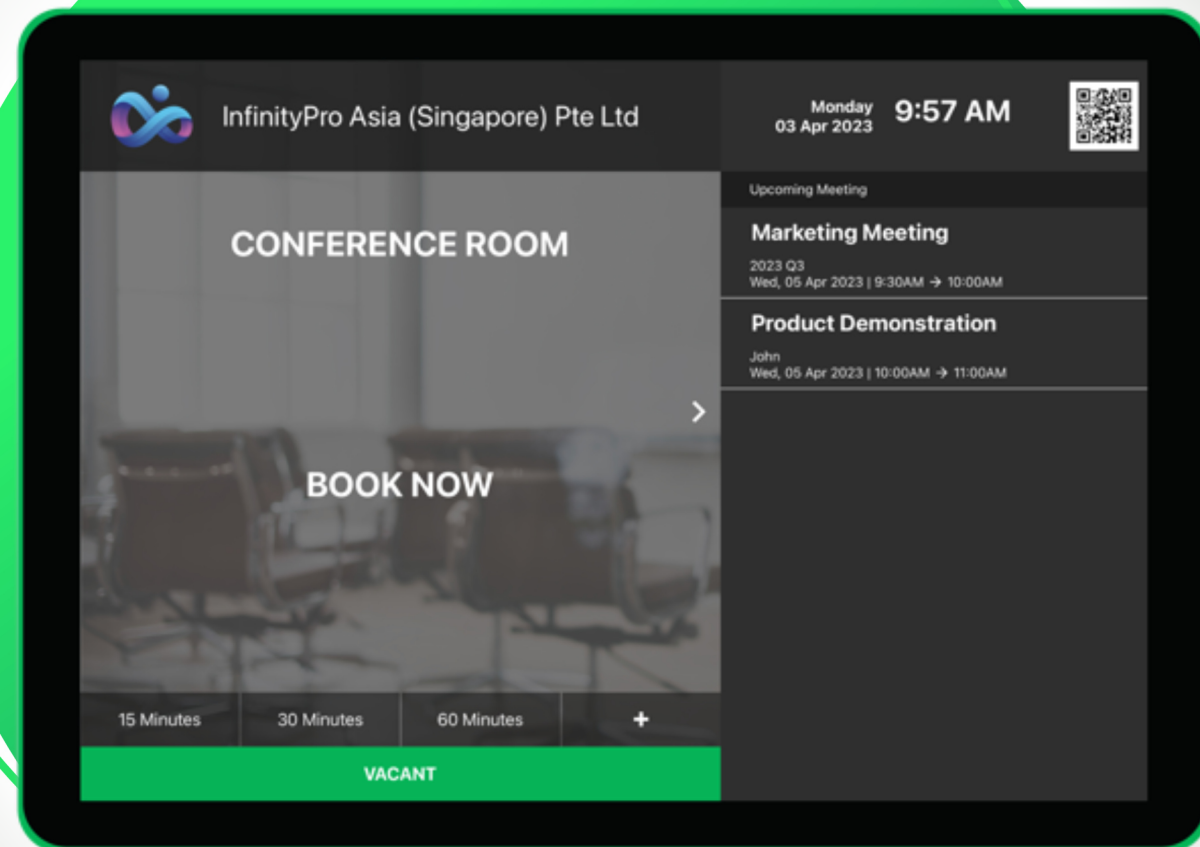 InfinityPro Asia (Singapore) Pte Ltd
Monday
03 Apr 2023
9:57 AM
CONFERENCE ROOM
BOOK NOW
15 Minutes
30 Minutes
60 Minutes
+
VACANT
Upcoming Meeting
Marketing Meeting
2023 Q3
Wed, 05 Apr 2023 | 9:30AM → 10:00AM
Product Demonstration
John
Wed, 05 Apr 2023 | 10:00AM → 11:00AM